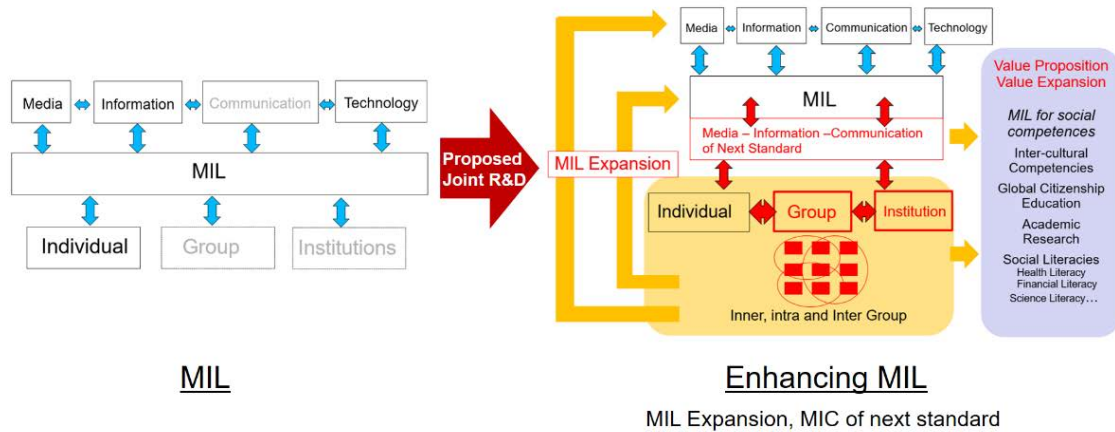 Media
Information
Communication
Technology
MIL
Individual
Group
Institutions
MIL
Proposed
Joint R&D
MIL Expansion
Media
Information
Communication
Technology
MIL
Media – Information –Communication
of Next Standard
Individual
Group
Institution
Inner, intra and Inter Group
Value Proposition
Value Expansion
MIL for social
competences
Inter-cultural
Competencies
Global Citizenship
Education
Academic
Research
Social Literacies
Health Literacy
Financial Literacy
Science Literacy…
Enhancing MIL
MIL Expansion, MIC of next standard